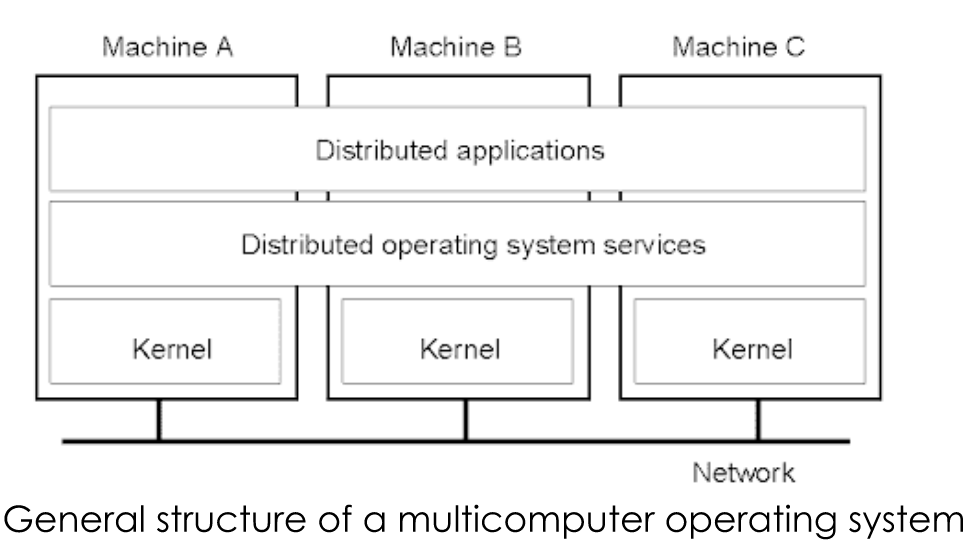 Machine A
Machine B
Machine C
Distributed applications
Distributed operating system services
Kernel
Kernel
Kernel
Network
General structure of a multicomputer operating system